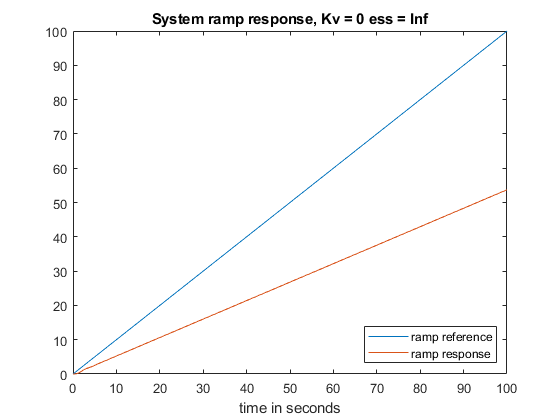 System ramp response, Kv = 0 ess = Inf
100
90
80
70
60
50
40
30
20
10
0
ramp reference
ramp response
0 10 20 30 40 50 60 70 80 90 100
time in seconds